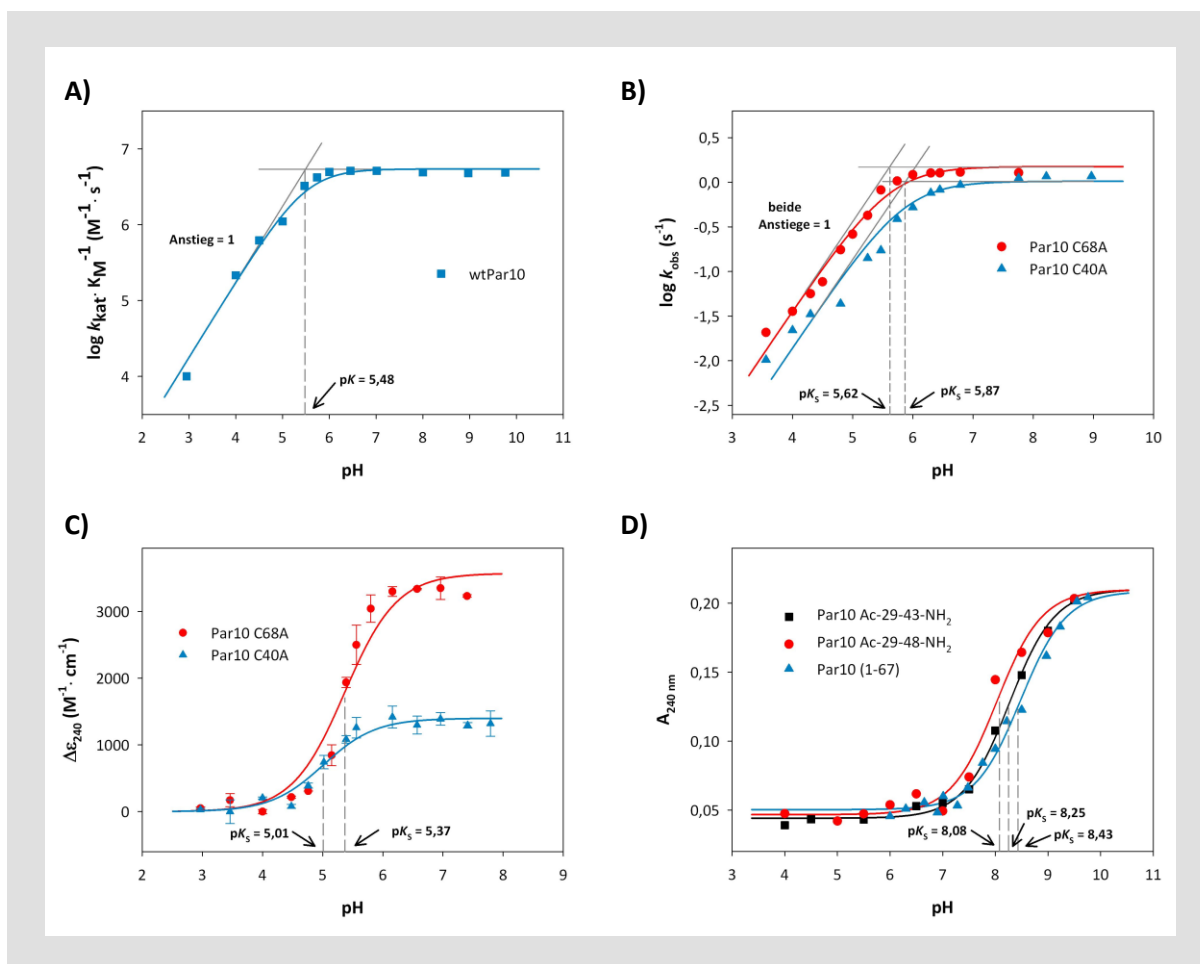 A)
log kkat· KM-1 (M-1 · s-1)
7
6
5
4
Anstieg = 1
wtPar10
pK = 5,48
2 3 4 5 6 7 8 9 10 11
pH
B)
log kobs (s-1)
0,5
0,0
-0,5
-1,0
-1,5
-2,0
-2,5
beide
Anstiege = 1
Par10 C68A
Par10 C40A
pKS = 5,62
pKS = 5,87
3 4 5 6 7 8 9 10
pH
C)
Δε240 (M-1· cm-1)
3000
2000
1000
0
Par10 C68A
Par10 C40A
pKS = 5,01
pKS = 5,37
2 3 4 5 6 7 8 9
pH
D)
A240 nm
0,20
0,15
0,10
0,05
Par10 Ac-29-43-NH2
Par10 Ac-29-48-NH2
Par10 (1-67)
pKS = 8,08
pKS = 8,25
pKS = 8,43
3 4 5 6 7 8 9 10 11
pH